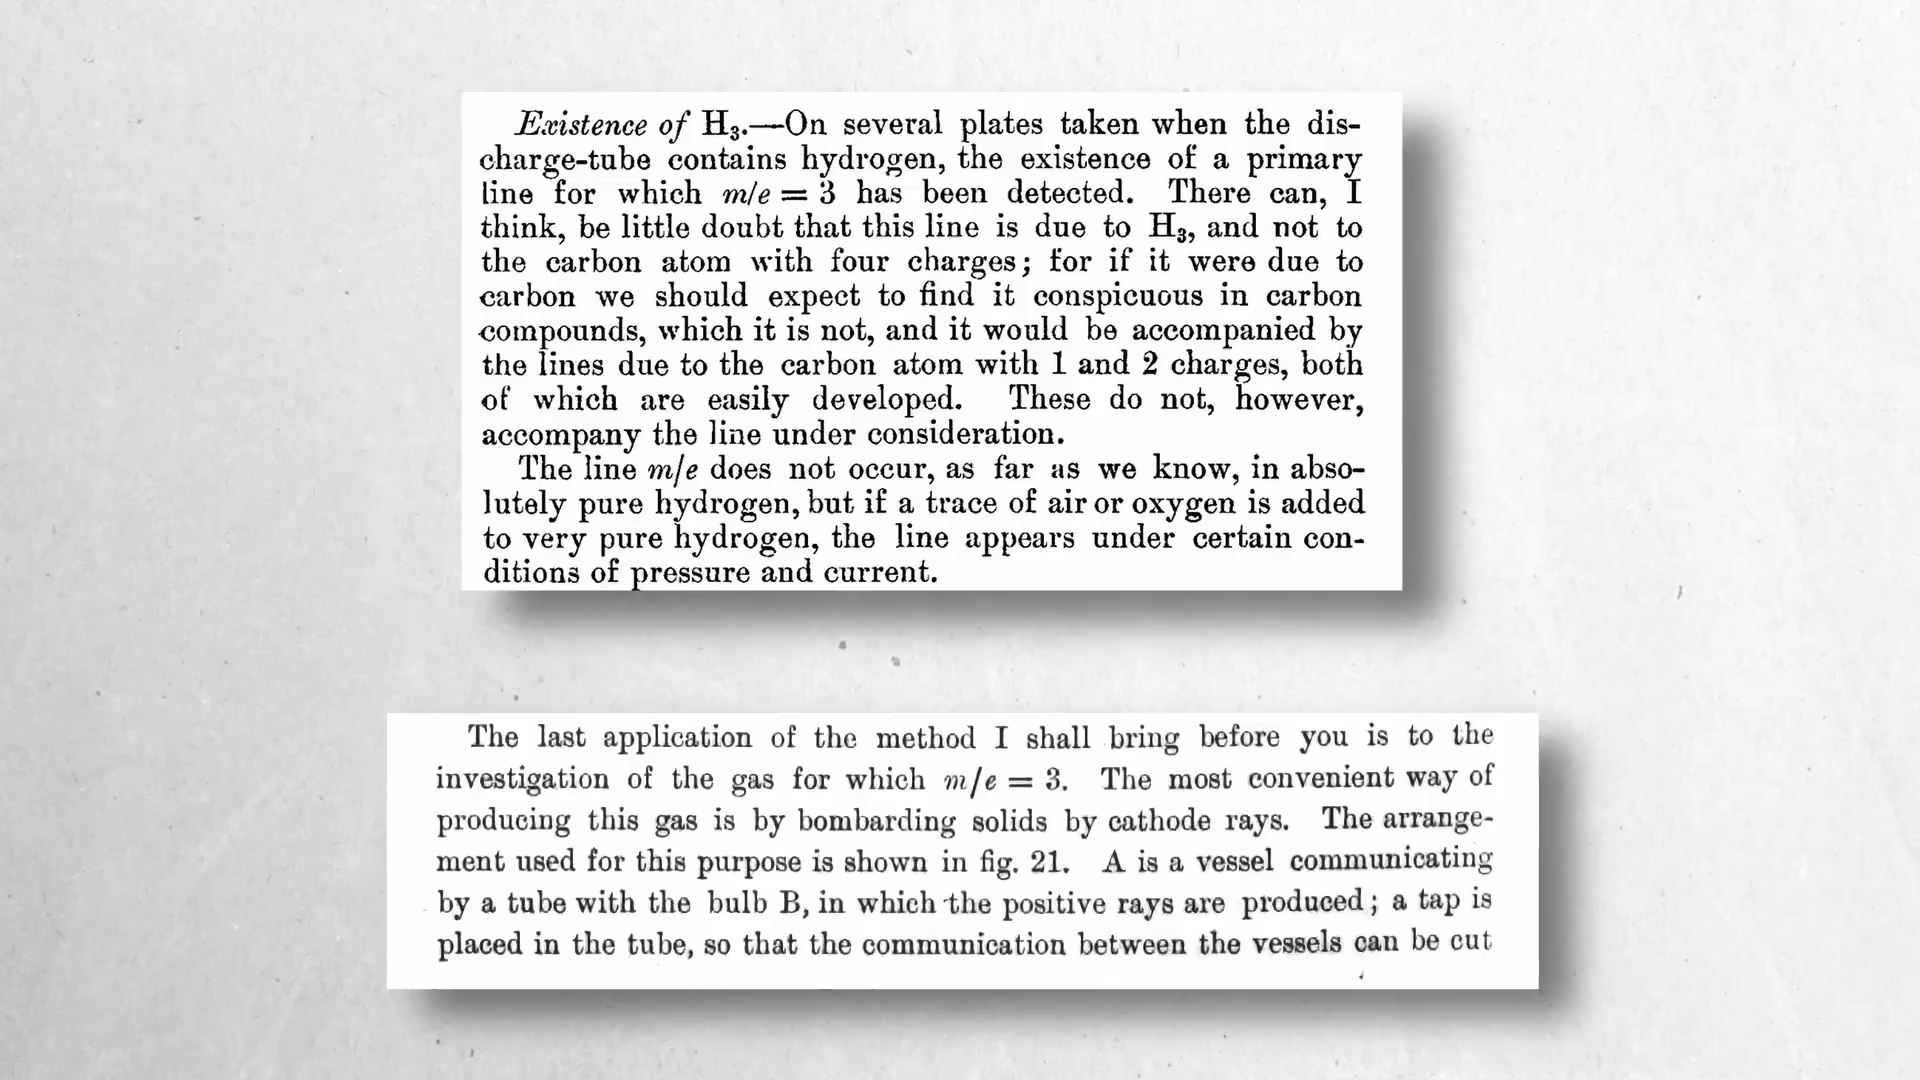 Existence of H₃.—On several plates taken when the dis-
charge-tube contains hydrogen, the existence of a primary
line for which m/e = 3 has been detected. There can, I
think, be little doubt that this line is due to H₃, and not to
the carbon atom with four charges; for if it were due to
carbon we should expect to find it conspicuous in carbon
compounds, which it is not, and it would be accompanied by
the lines due to the carbon atom with 1 and 2 charges, both
of which are easily developed. These do not, however,
accompany the line under consideration.
The line m/e does not occur, as far as we know, in abso-
lutely pure hydrogen, but if a trace of air or oxygen is added
to very pure hydrogen, the line appears under certain con-
ditions of pressure and current.
The last application of the method I shall bring before you is to the
investigation of the gas for which m/e = 3. The most convenient way of
producing this gas is by bombarding solids by cathode rays. The arrange-
ment used for this purpose is shown in fig. 21. A is a vessel communicating
by a tube with the bulb B, in which the positive rays are produced; a tap is
placed in the tube, so that the communication between the vessels can be cut